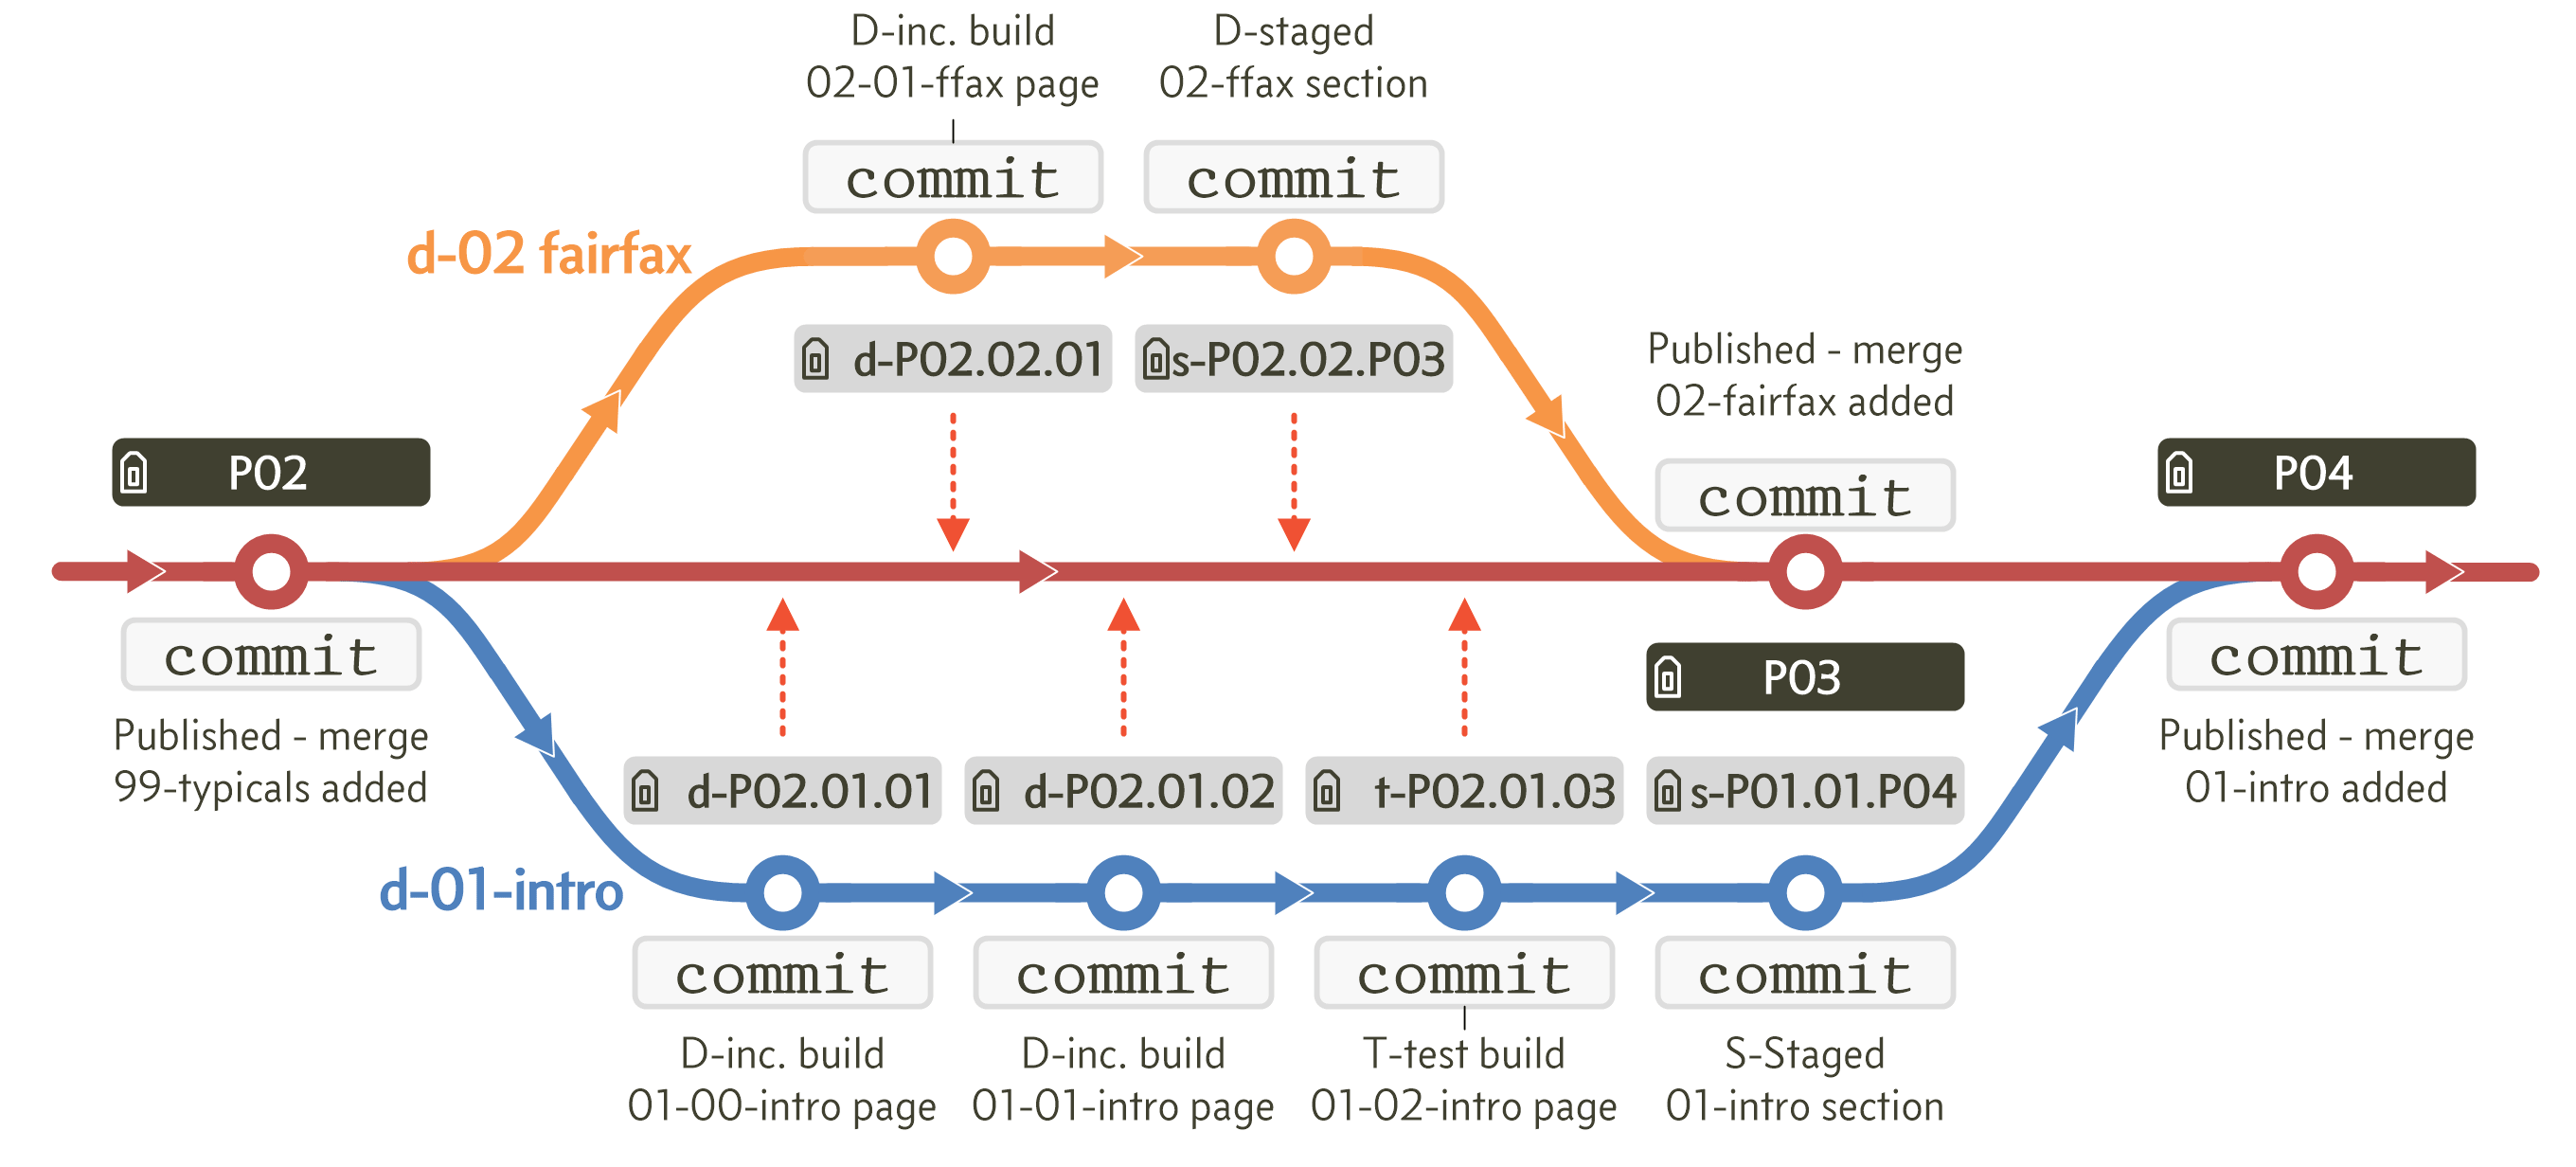 D-inc. build
02-01-ffax page
D-staged
02-ffax section
commit
commit
d-02 fairfax
d-P02.02.01
s-P02.02.P03
Published - merge
02-fairfax added
commit
P02
P04
commit
Published - merge
99-typicals added
P03
commit
Published - merge
01-intro added
d-P02.01.01
d-P02.01.02
t-P02.01.03
s-P01.01.P04
d-01-intro
commit
commit
commit
commit
D-inc. build
01-00-intro page
D-inc. build
01-01-intro page
T-test build
01-02-intro page
S-Staged
01-intro section